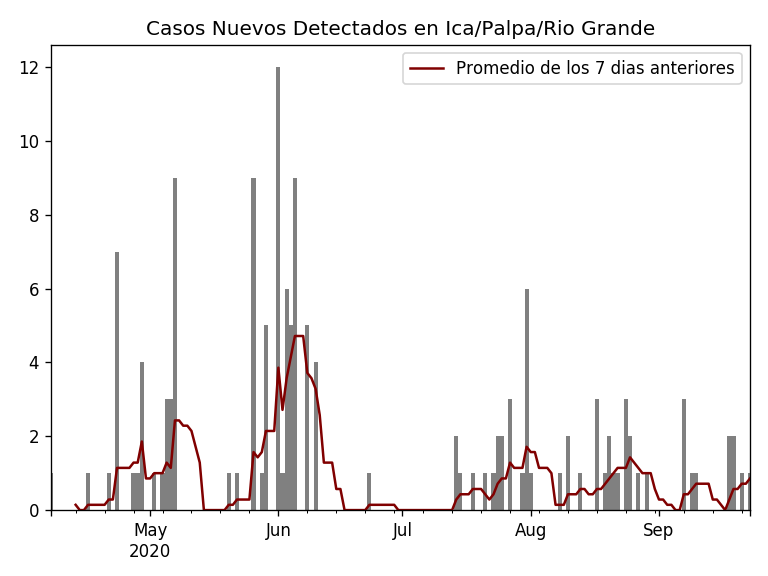 Casos Nuevos Detectados en Ica/Palpa/Rio Grande
Promedio de los 7 dias anteriores
12
10
8
6
4
2
0
May Jun Jul Aug Sep
2020